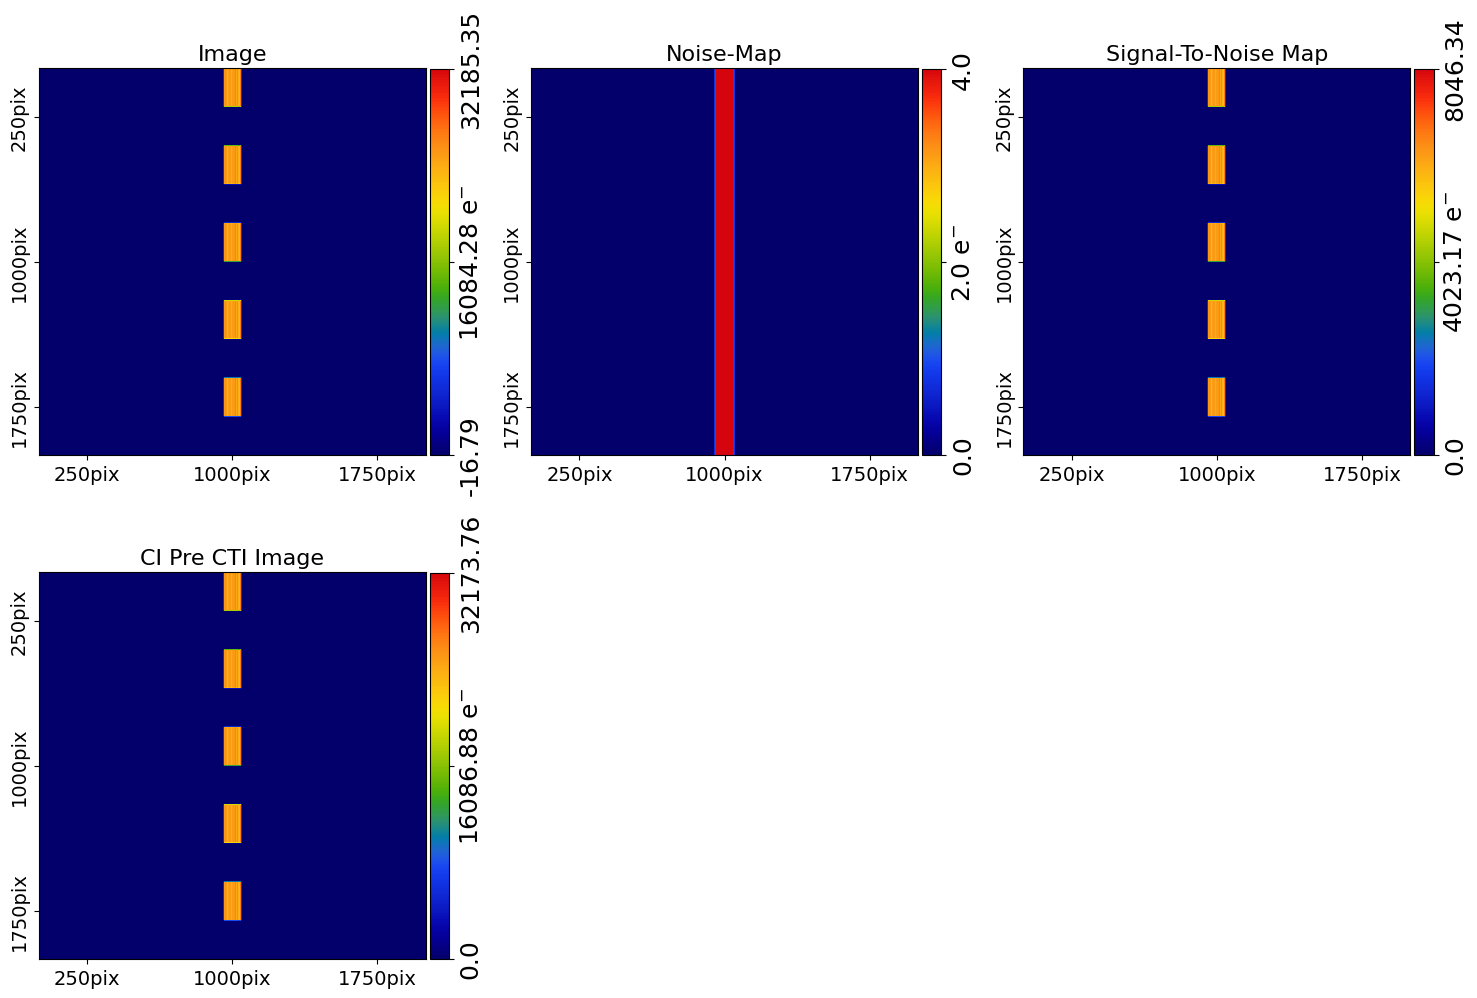 Image
250pix
1000pix
1750pix
250pix
1000pix
1750pix
32185.35
16084.28 e⁻
-16.79
Noise-Map
250pix
1000pix
1750pix
250pix
1000pix
1750pix
4.0
2.0 e⁻
0.0
Signal-To-Noise Map
250pix
1000pix
1750pix
250pix
1000pix
1750pix
8046.34
4023.17 e⁻
0.0
CI Pre CTI Image
250pix
1000pix
1750pix
250pix
1000pix
1750pix
32173.76
16086.88 e⁻
0.0